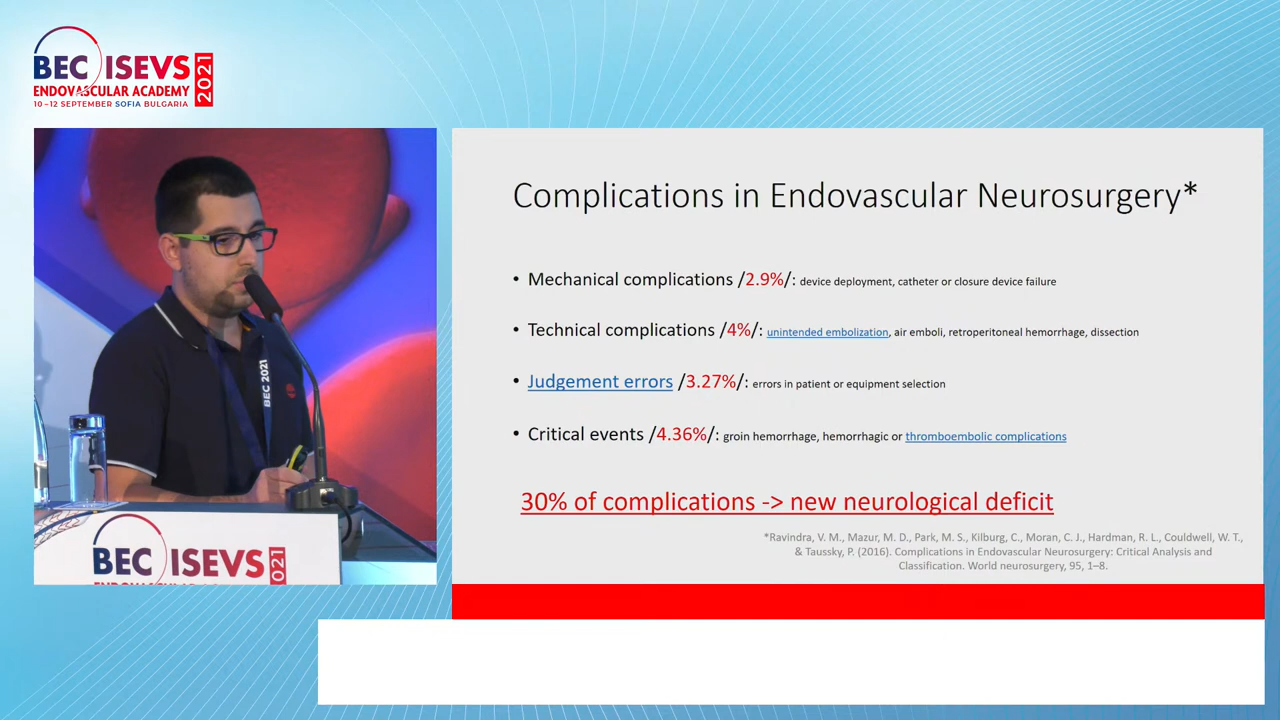 BEC ISEVS
2021
ENDOVASCULAR ACADEMY
10–12 SEPTEMBER SOFIA BULGARIA
BEC 2021
BEC ISEVS
2021
ENDOVASCULAR ACADEMY
Complications in Endovascular Neurosurgery*
• Mechanical complications /2.9%/: device deployment, catheter or closure device failure
• Technical complications /4%/: unintended embolization, air emboli, retroperitoneal hemorrhage, dissection
• Judgement errors /3.27%/: errors in patient or equipment selection
• Critical events /4.36%/: groin hemorrhage, hemorrhagic or thromboembolic complications
30% of complications -> new neurological deficit
*Ravindra, V. M., Mazur, M. D., Park, M. S., Kilburg, C., Moran, C. J., Hardman, R. L., Couldwell, W. T.,
& Taussky, P. (2016). Complications in Endovascular Neurosurgery: Critical Analysis and
Classification. World neurosurgery, 95, 1–8.